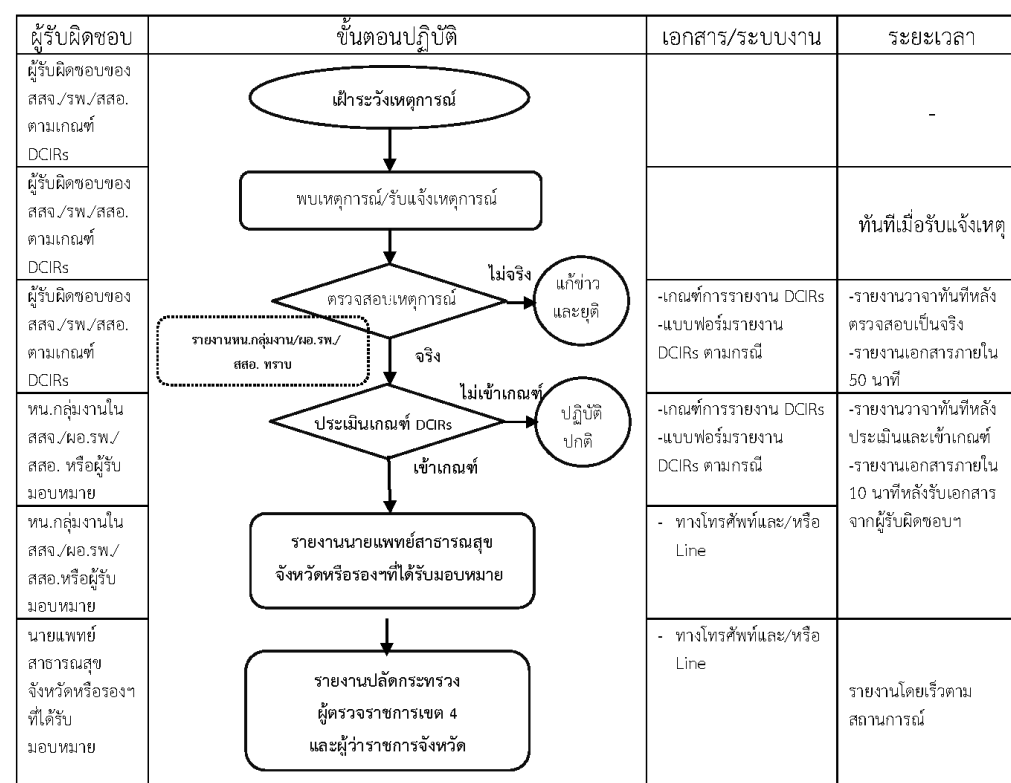 ผู้รับผิดชอบ
ขั้นตอนปฏิบัติ
เอกสาร/ระบบงาน
ระยะเวลา
ผู้รับผิดชอบของ
สสจ./รพ./สสอ.
ตามเกณฑ์
DCIRs
เฝ้าระวังเหตุการณ์
-
ผู้รับผิดชอบของ
สสจ./รพ./สสอ.
ตามเกณฑ์
DCIRs
พบเหตุการณ์/รับแจ้งเหตุการณ์
ทันทีเมื่อรับแจ้งเหตุ
ผู้รับผิดชอบของ
สสจ./รพ./สสอ.
ตามเกณฑ์
DCIRs
ตรวจสอบเหตุการณ์
ไม่จริง
แก้ข่าว
และยุติ
รายงานหน.กลุ่มงาน/ผอ.รพ./
สสอ. ทราบ
จริง
-เกณฑ์การรายงาน DCIRs
-แบบฟอร์มรายงาน
DCIRs ตามกรณี
-รายงานวาจาทันทีหลัง
ตรวจสอบเป็นจริง
-รายงานเอกสารภายใน
50 นาที
หน.กลุ่มงานใน
สสจ./ผอ.รพ./
สสอ. หรือผู้รับ
มอบหมาย
ประเมินเกณฑ์ DCIRs
ไม่เข้าเกณฑ์
ปฏิบัติ
ปกติ
เข้าเกณฑ์
-เกณฑ์การรายงาน DCIRs
-แบบฟอร์มรายงาน
DCIRs ตามกรณี
-รายงานวาจาทันทีหลัง
ประเมินและเข้าเกณฑ์
-รายงานเอกสารภายใน
10 นาทีหลังรับเอกสาร
จากผู้รับผิดชอบฯ
หน.กลุ่มงานใน
สสจ./ผอ.รพ./
สสอ.หรือผู้รับ
มอบหมาย
รายงานนายแพทย์สาธารณสุข
จังหวัดหรือรองฯที่ได้รับมอบหมาย
- ทางโทรศัพท์และ/หรือ
Line
นายแพทย์
สาธารณสุข
จังหวัดหรือรองฯ
ที่ได้รับ
มอบหมาย
รายงานปลัดกระทรวง
ผู้ตรวจราชการเขต 4
และผู้ว่าราชการจังหวัด
- ทางโทรศัพท์และ/หรือ
Line
รายงานโดยเร็วตาม
สถานการณ์